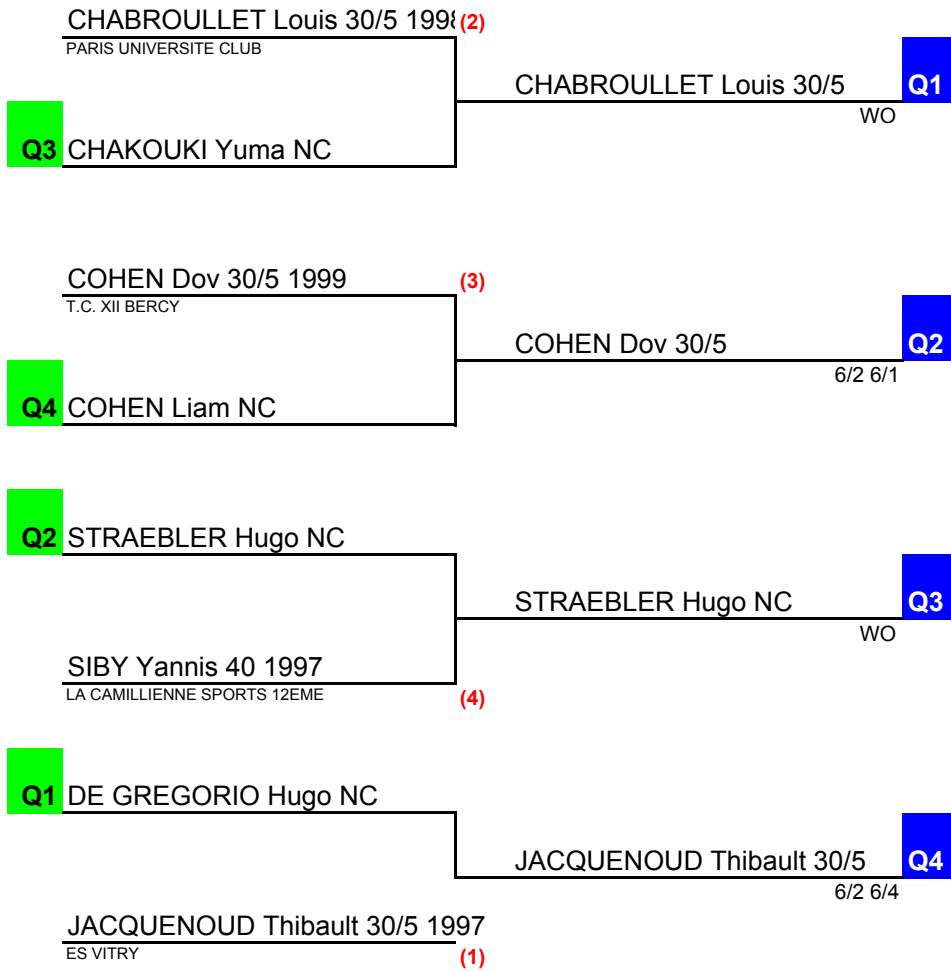 CHABROULLET Louis 30/5 1998 (2)
PARIS UNIVERSITE CLUB
CHABROULLET Louis 30/5 Q1
WO
Q3 CHAKOUKI Yuma NC
COHEN Dov 30/5 1999 (3)
T.C. XII BERCY
COHEN Dov 30/5 Q2
6/2 6/1
Q4 COHEN Liam NC
Q2 STRAEBLER Hugo NC
STRAEBLER Hugo NC Q3
WO
SIBY Yannis 40 1997
LA CAMILLIENNE SPORTS 12EME (4)
Q1 DE GREGORIO Hugo NC
JACQUENOUD Thibault 30/5 Q4
6/2 6/4
JACQUENOUD Thibault 30/5 1997
ES VITRY (1)